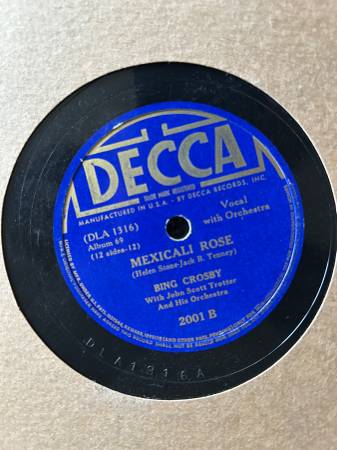 DECCA
TRADE MARK REGISTERED
MANUFACTURED IN U.S.A. - BY DECCA RECORDS, INC.
(DLA 1316)
Album 69
(12 sides-12)
Vocal
with Orchestra
MEXICALI ROSE
(Helen Stone-Jack B. Tenney)
BING CROSBY
With John Scott Trotter
And His Orchestra
2001 B
DLA1316A